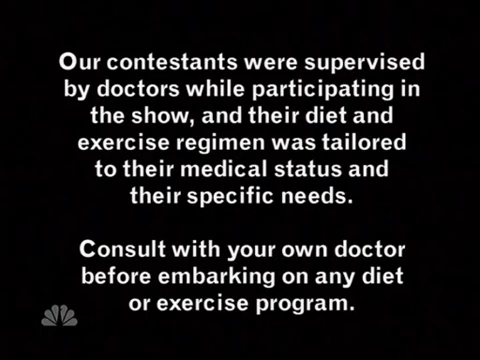 Our contestants were supervised
by doctors while participating in
the show, and their diet and
exercise regimen was tailored
to their medical status and
their specific needs.
Consult with your own doctor
before embarking on any diet
or exercise program.